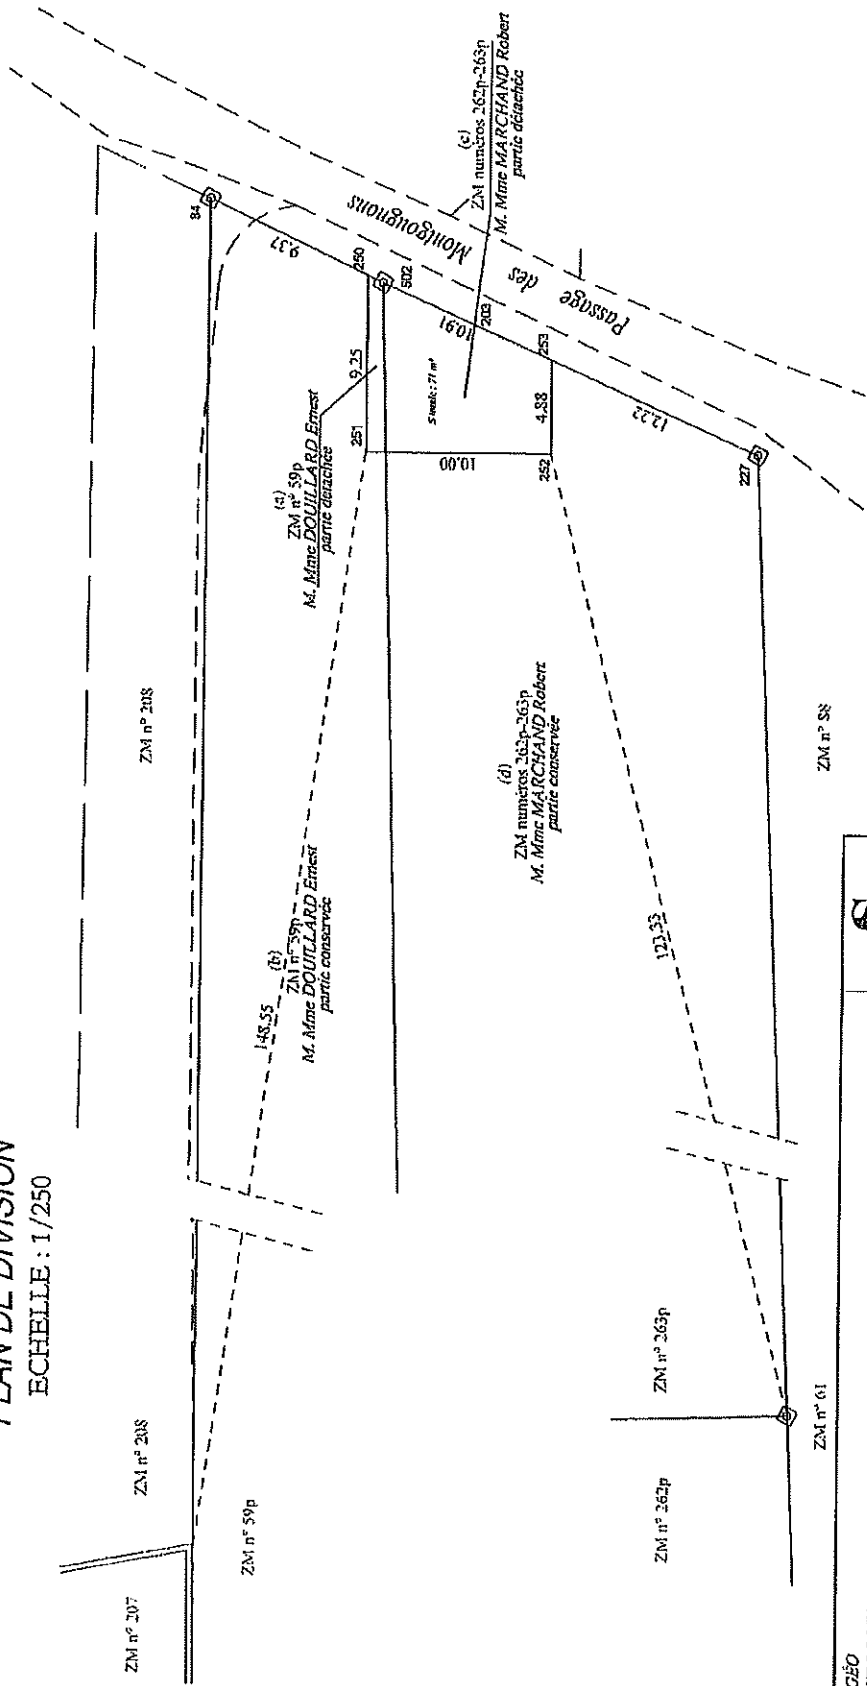 PLAN DE DIVISION
ECHELLE : 1/250
ZM n° 207
ZM n° 208
ZM n° 208
ZM n° 59p
84
9.37
250
502
9.25
251
(a)
ZM n° 59p
M. Mme DOUILLARD Ernest
partie détachée
10.91
203
253
4.88
252
10.00
71 m²
(c)
ZM numéros 262p-263p
M. Mme MARCHAND Robert
partie détachée
Passage des Montgougnons
12.22
227
148.55
(b)
ZM n° 59p
M. Mme DOUILLARD Ernest
partie conservée
(d)
ZM numéros 262p-263p
M. Mme MARCHAND Robert
partie conservée
123.55
ZM n° 262p
ZM n° 263p
ZM n° 61
ZM n° 58
GÉO